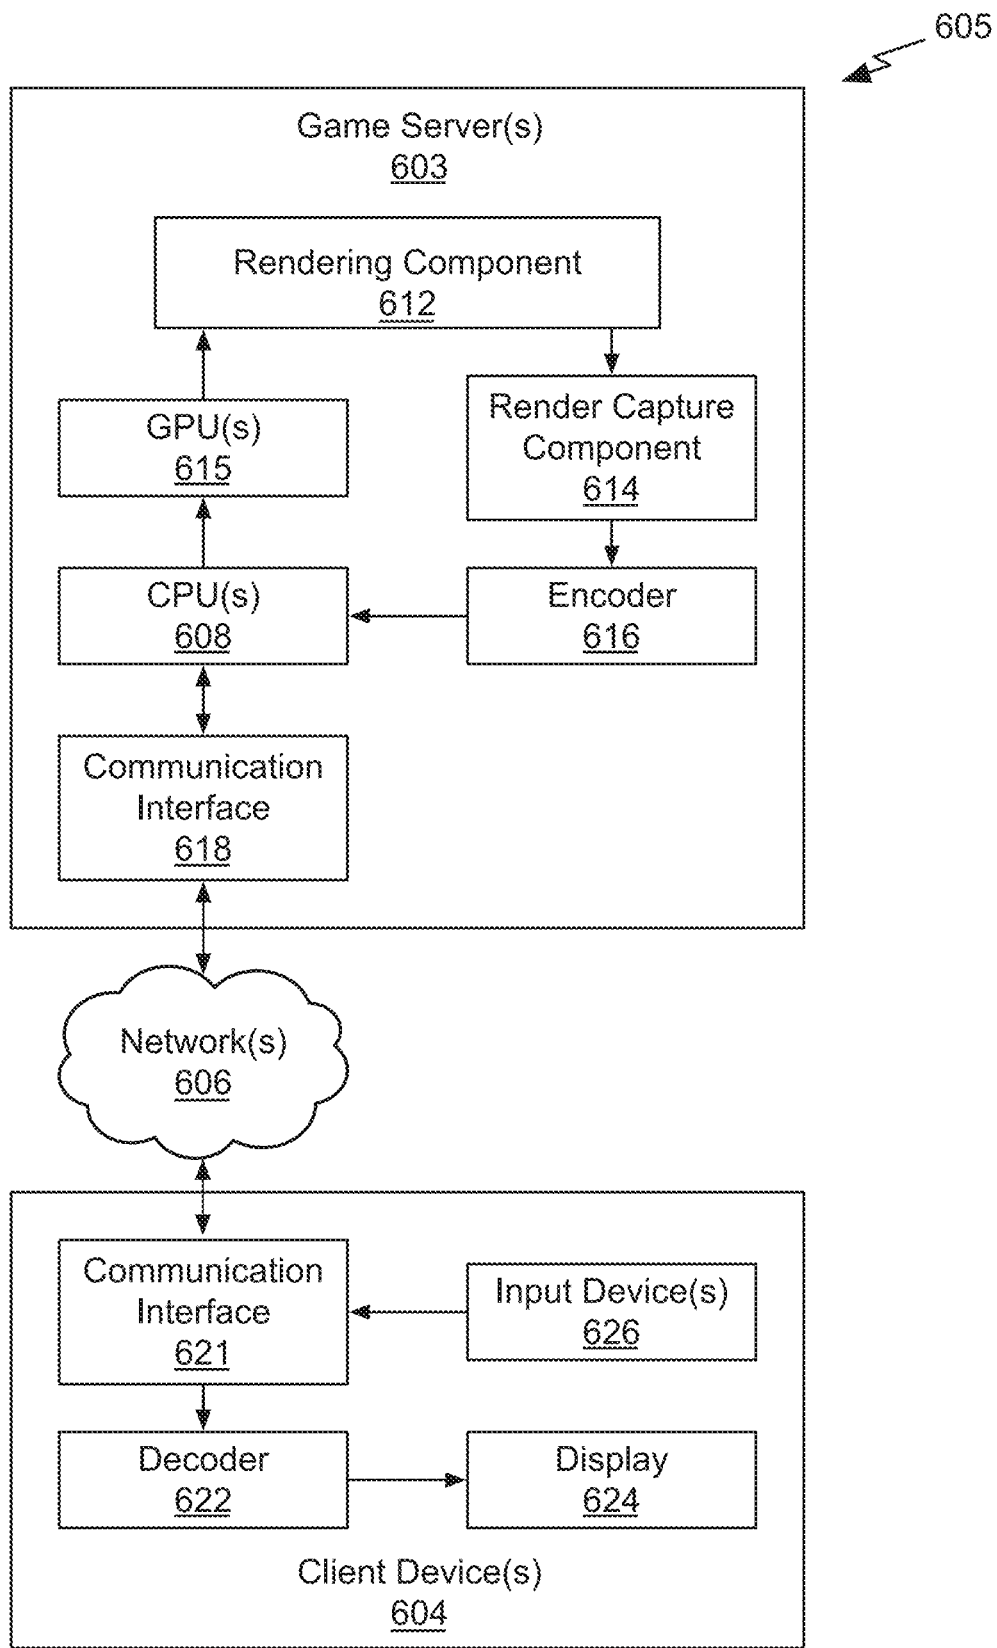 605
Game Server(s)
603
Rendering Component
612
GPU(s)
615
Render Capture
Component
614
CPU(s)
608
Encoder
616
Communication
Interface
618
Network(s)
606
Communication
Interface
621
Input Device(s)
626
Decoder
622
Display
624
Client Device(s)
604